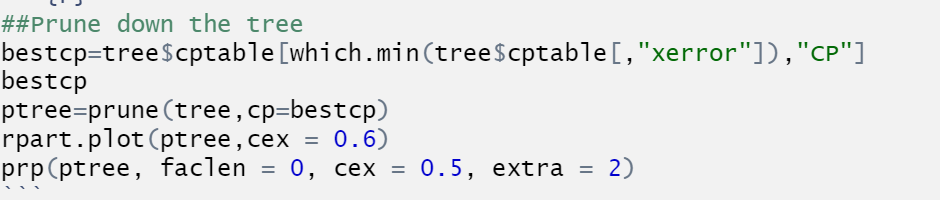 ##Prune down the tree
bestcp=tree$cptable[which.min(tree$cptable[,"xerror"]),"CP"]
bestcp
ptree=prune(tree,cp=bestcp)
rpart.plot(ptree,cex = 0.6)
prp(ptree, faclen = 0, cex = 0.5, extra = 2)
```